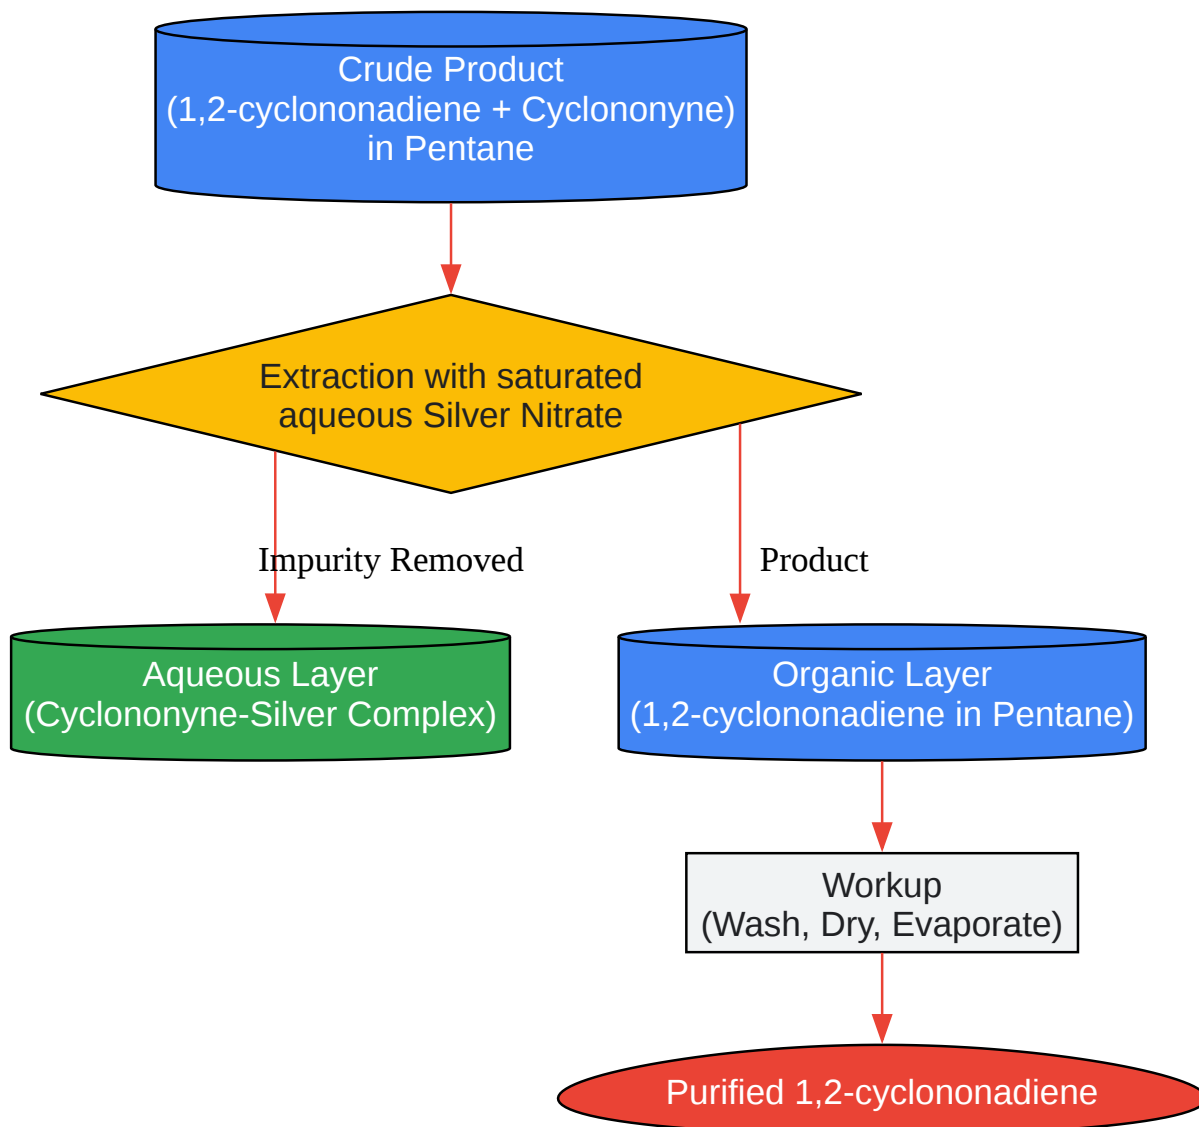 Crude Product
(1,2-cyclononadiene + Cyclononyne)
in Pentane
Extraction with saturated
aqueous Silver Nitrate
Impurity Removed
Product
Aqueous Layer
(Cyclononyne-Silver Complex)
Organic Layer
(1,2-cyclononadiene in Pentane)
Workup
(Wash, Dry, Evaporate)
Purified 1,2-cyclononadiene